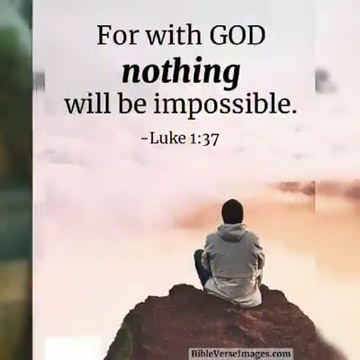 For with GOD
nothing
will be impossible.
-Luke 1:37
BibleVerseImages.com